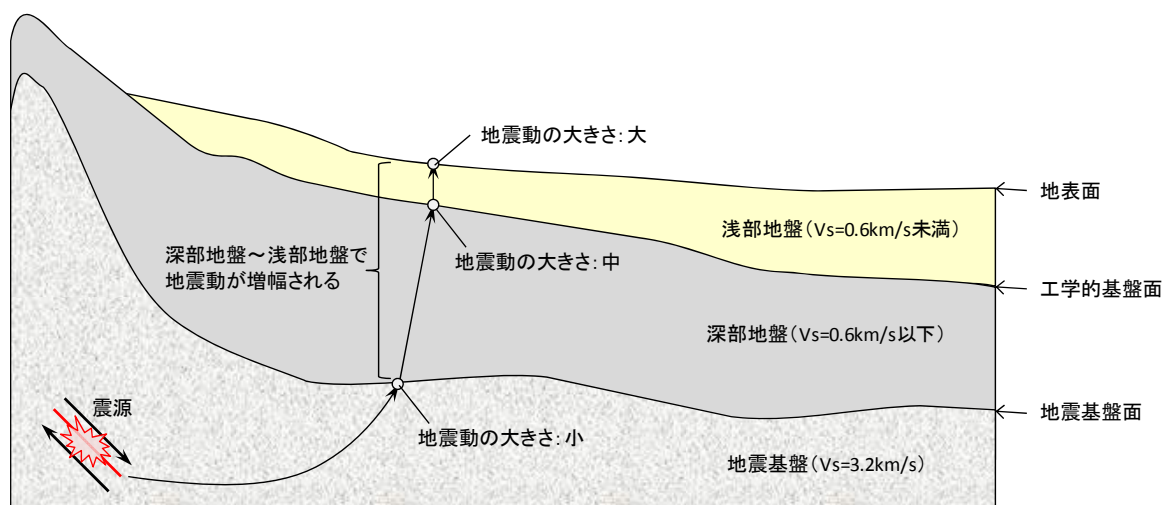 地震動の大きさ:大
地表面
浅部地盤(Vs=0.6km/s未満)
深部地盤～浅部地盤で
地震動が増幅される
地震動の大きさ:中
工学的基盤面
深部地盤(Vs=0.6km/s以下)
震源
地震基盤面
地震動の大きさ:小
地震基盤(Vs=3.2km/s)